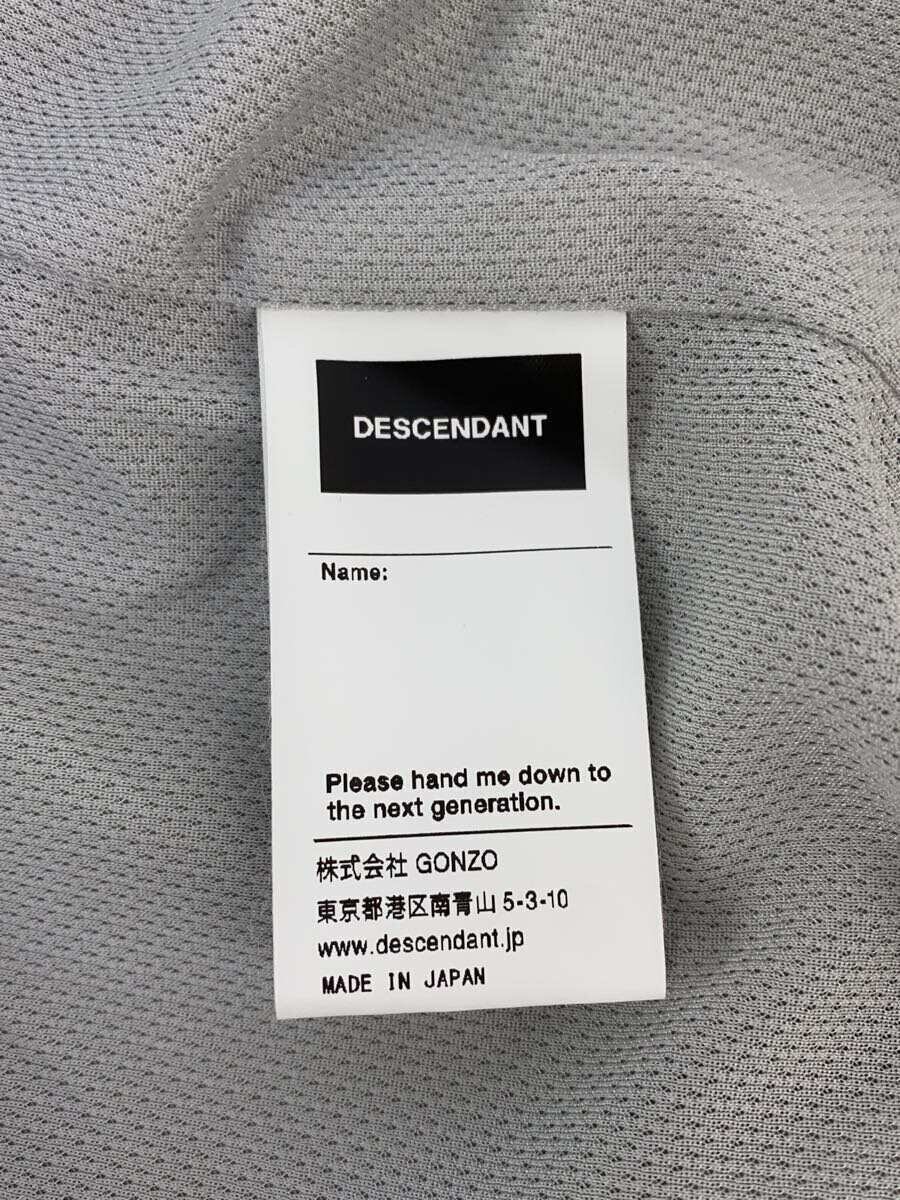 DESCENDANT
Name:
Please hand me down to
the next generation.
株式会社 GONZO
東京都港区南青山 5-3-10
www.descendant.jp
MADE IN JAPAN